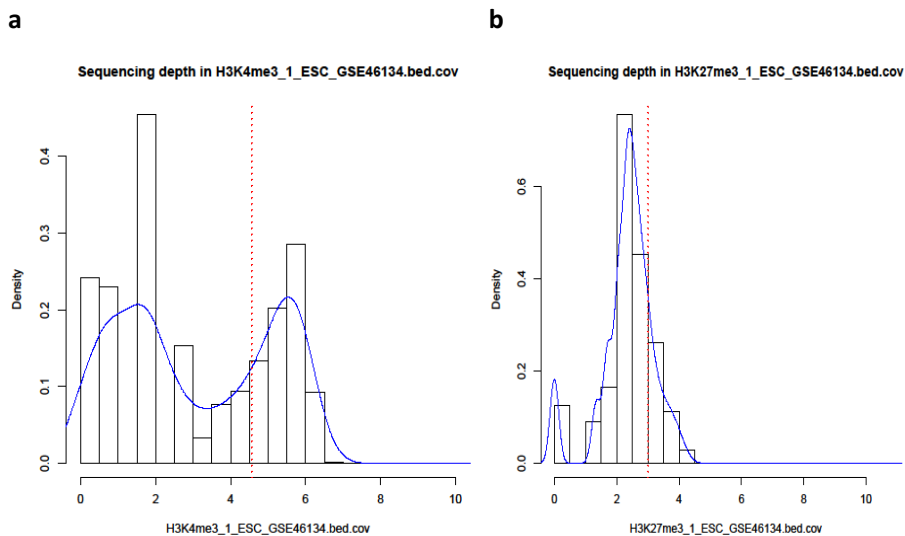 a
Sequencing depth in H3K4me3_1_ESC_GSE46134.bed.cov
Density
0.0
0.1
0.2
0.3
0.4
0
2
4
6
8
10
H3K4me3_1_ESC_GSE46134.bed.cov
b
Sequencing depth in H3K27me3_1_ESC_GSE46134.bed.cov
Density
0.0
0.2
0.4
0.6
0
2
4
6
8
10
H3K27me3_1_ESC_GSE46134.bed.cov